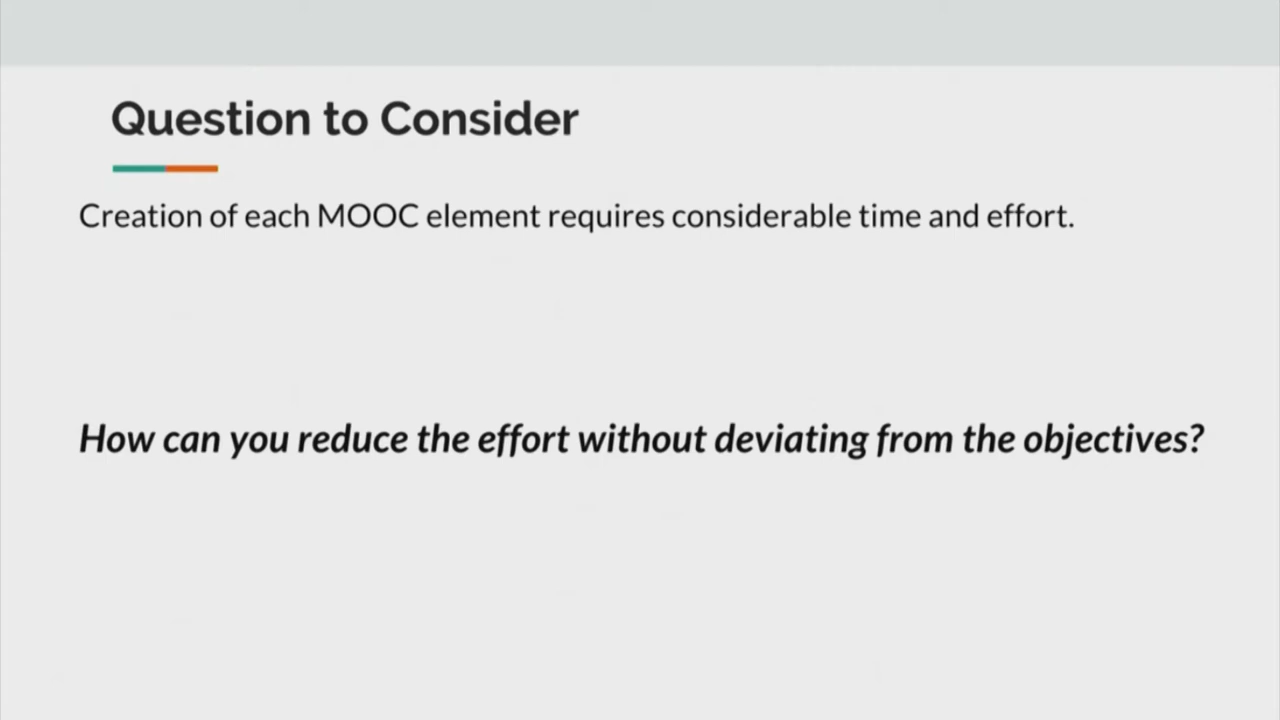 Question to Consider
Creation of each MOOC element requires considerable time and effort.
How can you reduce the effort without deviating from the objectives?